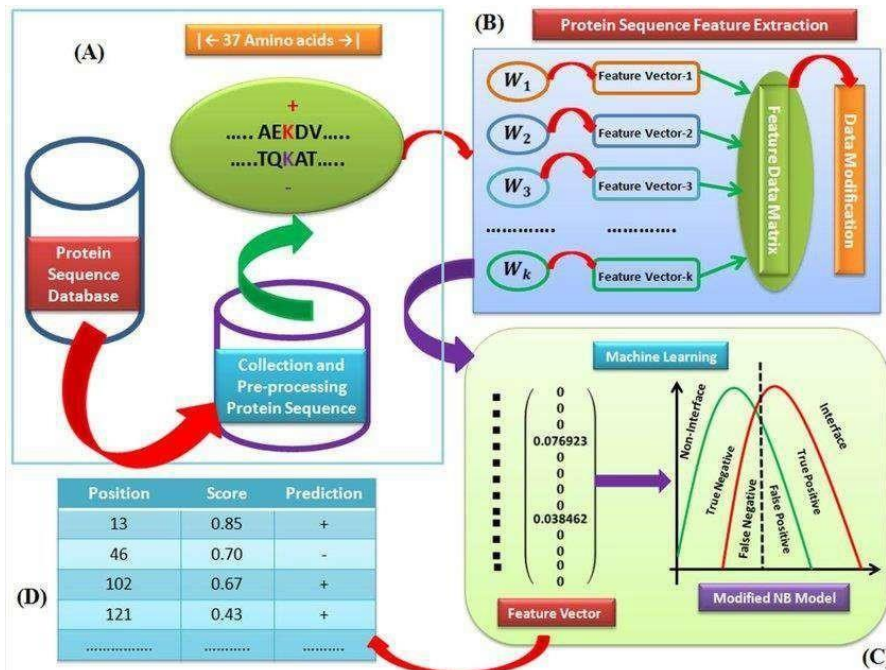 (A)
|← 37 Amino acids →|
+
..... AEKDV.....
.....TQKAT.....
-
Protein
Sequence
Database
Collection and
Pre-processing
Protein Sequence
(B)
Protein Sequence Feature Extraction
W1
Feature Vector-1
W2
Feature Vector-2
W3
Feature Vector-3
............. .............
Wk
Feature Vector-k
Feature Data Matrix
Data Modification
Machine Learning
0
0
0
0.076923
0
0
0
0
0.038462
0
0
0
0
Feature Vector
Non-Interface
True Negative
False Negative
False Positive
True Positive
Interface
Modified NB Model
(C)
(D)
Position Score Prediction
13 0.85 +
46 0.70 -
102 0.67 +
121 0.43 +
............... ........... ..........